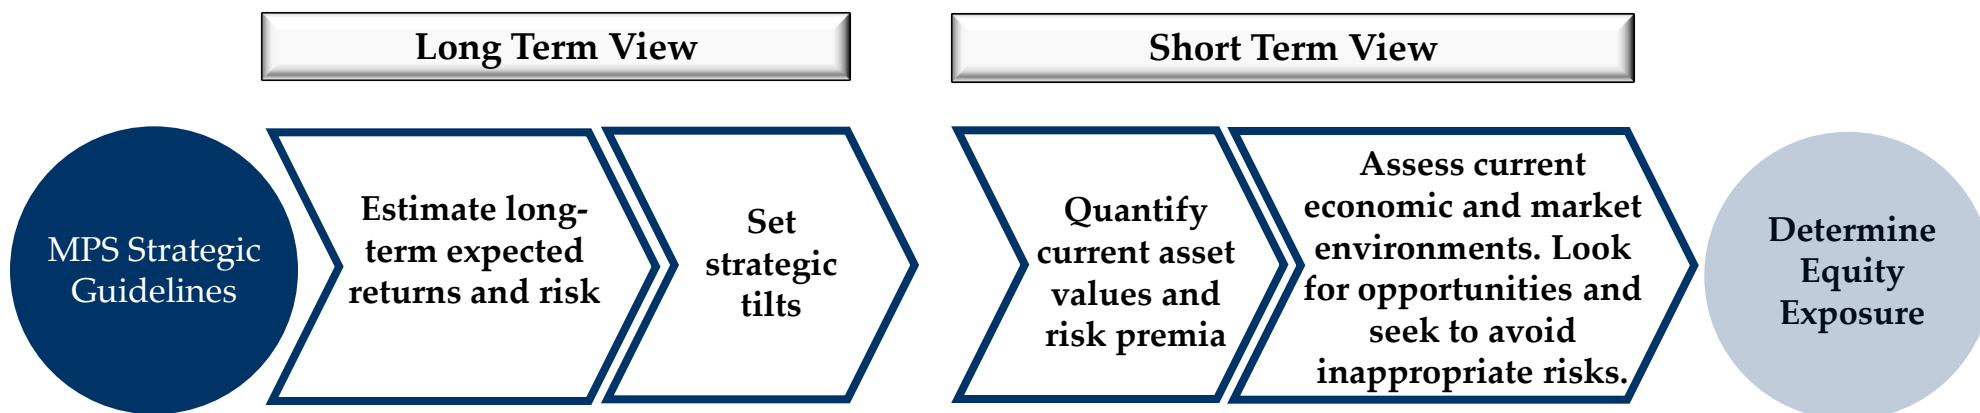 Long Term View
Short Term View
MPS Strategic
Guidelines
Estimate long-
term expected
returns and risk
Set
strategic
tilts
Quantify
current asset
values and
risk premia
Assess current
economic and market
environments. Look
for opportunities and
seek to avoid
inappropriate risks.
Determine
Equity
Exposure